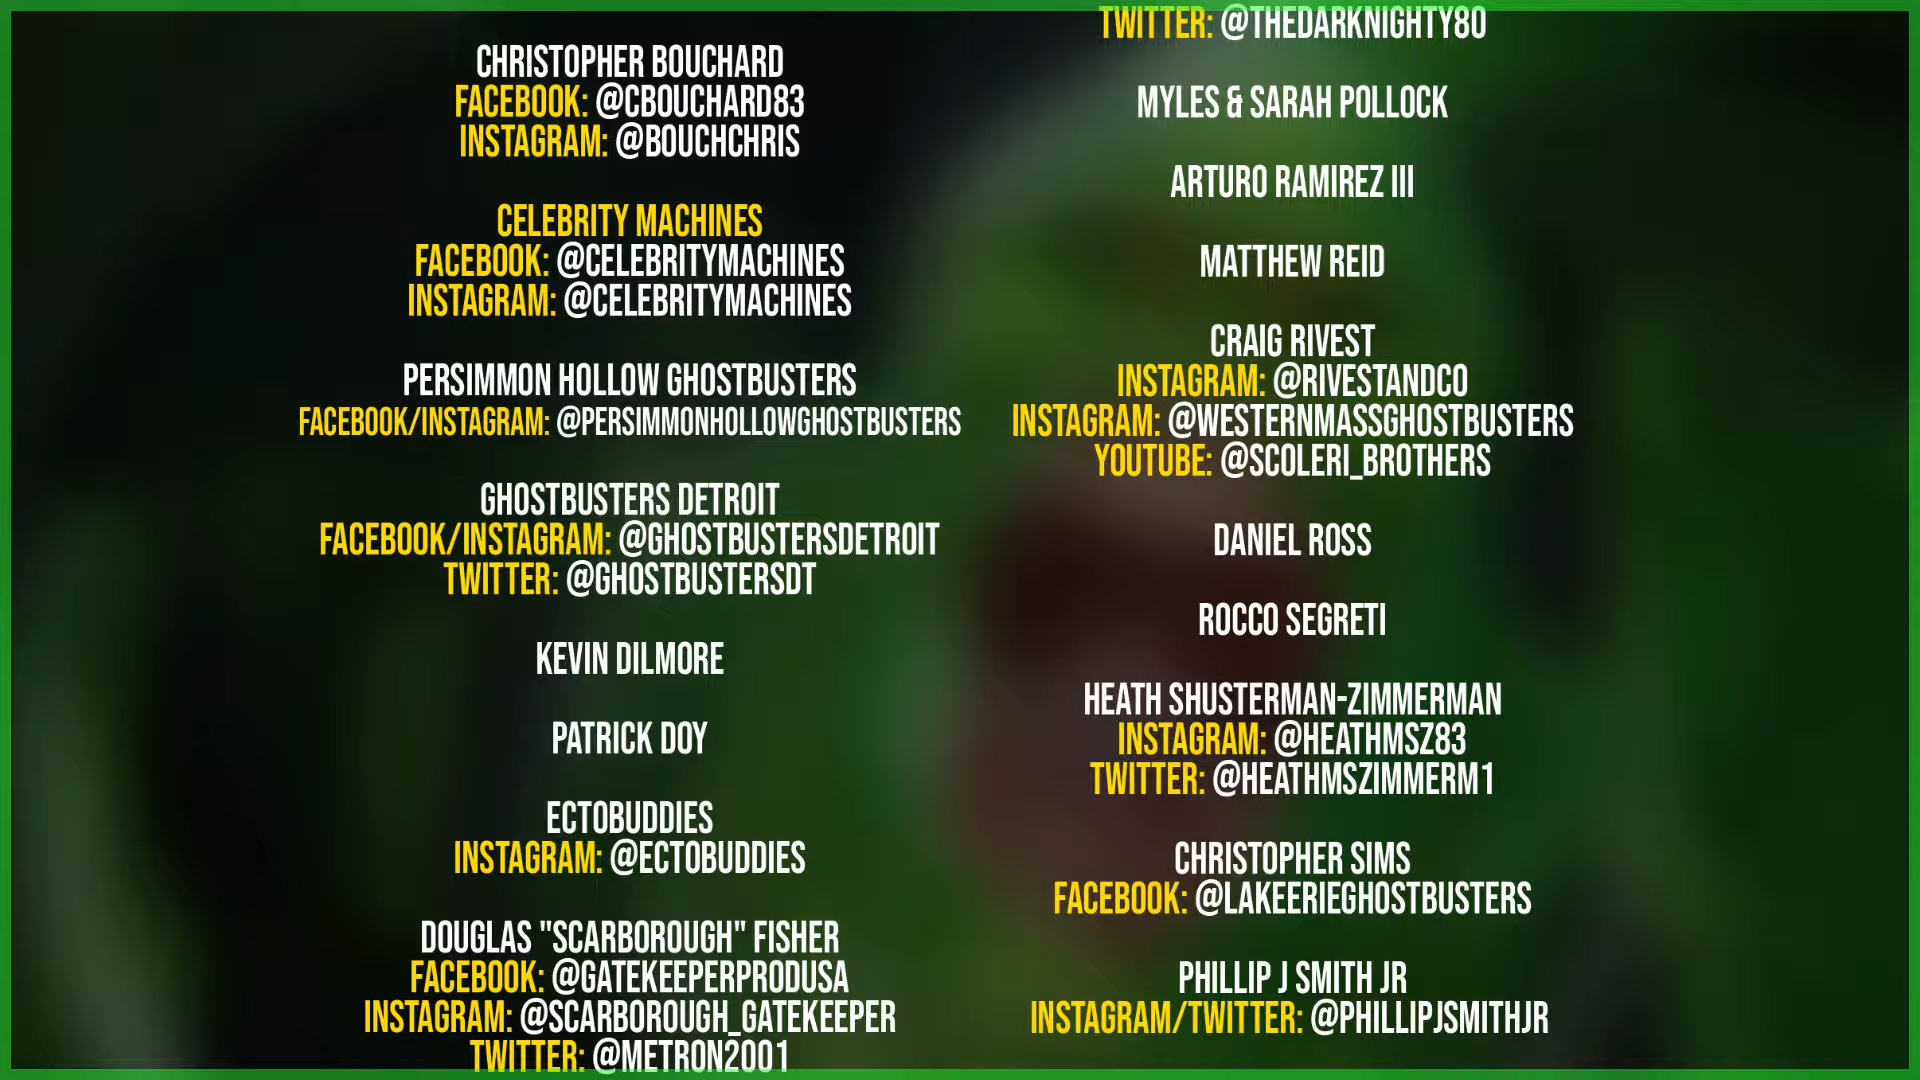 CHRISTOPHER BOUCHARD
FACEBOOK: @CBOUCHARD83
INSTAGRAM: @BOUCHCHRIS
CELEBRITY MACHINES
FACEBOOK: @CELEBRITYMACHINES
INSTAGRAM: @CELEBRITYMACHINES
PERSIMMON HOLLOW GHOSTBUSTERS
FACEBOOK/INSTAGRAM: @PERSIMMONHOLLOWGHOSTBUSTERS
GHOSTBUSTERS DETROIT
FACEBOOK/INSTAGRAM: @GHOSTBUSTERSDETROIT
TWITTER: @GHOSTBUSTERSDT
KEVIN DILMORE
PATRICK DOY
ECTOBUDDIES
INSTAGRAM: @ECTOBUDDIES
DOUGLAS "SCARBOROUGH" FISHER
FACEBOOK: @GATEKEEPERPRODUSA
INSTAGRAM: @SCARBOROUGH_GATEKEEPER
TWITTER: @METRON2001
TWITTER: @THEDARKNIGHTY80
MYLES & SARAH POLLOCK
ARTURO RAMIREZ III
MATTHEW REID
CRAIG RIVEST
INSTAGRAM: @RIVESTANDCO
INSTAGRAM: @WESTERNMASSGHOSTBUSTERS
YOUTUBE: @SCOLERI_BROTHERS
DANIEL ROSS
ROCCO SEGRETI
HEATH SHUSTERMAN-ZIMMERMAN
INSTAGRAM: @HEATHMSZ83
TWITTER: @HEATHMSZIMMERM1
CHRISTOPHER SIMS
FACEBOOK: @LAKEERIEGHOSTBUSTERS
PHILLIP J SMITH JR
INSTAGRAM/TWITTER: @PHILLIPJSMITHJR